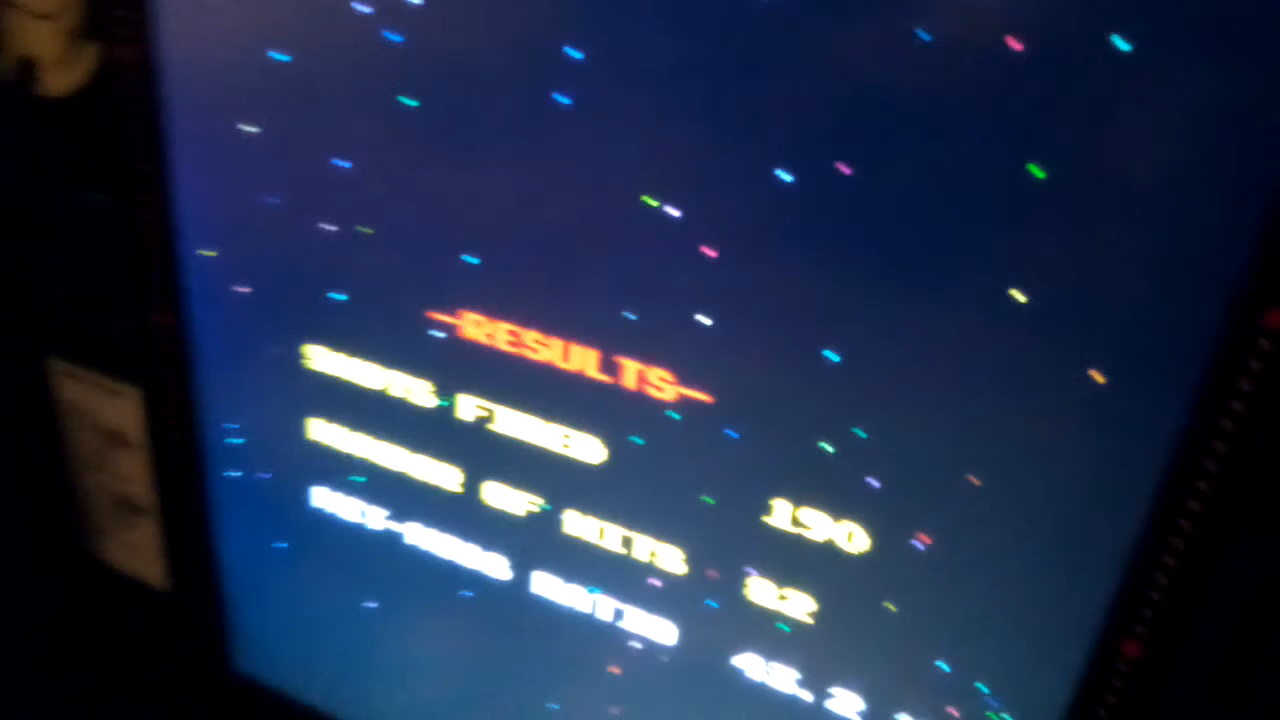 -RESULTS-
SHOTS FIRED 190
NUMBER OF HITS 82
HIT-MISS RATIO 43.2